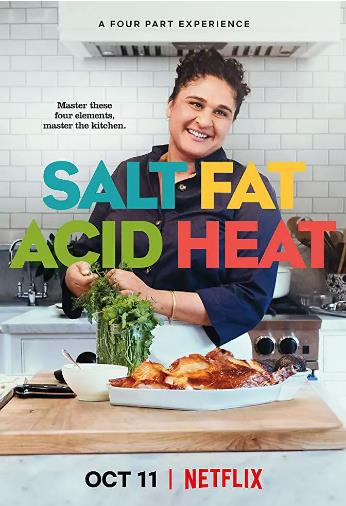 A FOUR PART EXPERIENCE
Master these
four elements,
master the kitchen.
SALT FAT
ACID HEAT
OCT 11 | NETFLIX